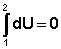 ∫₁² dU = 0